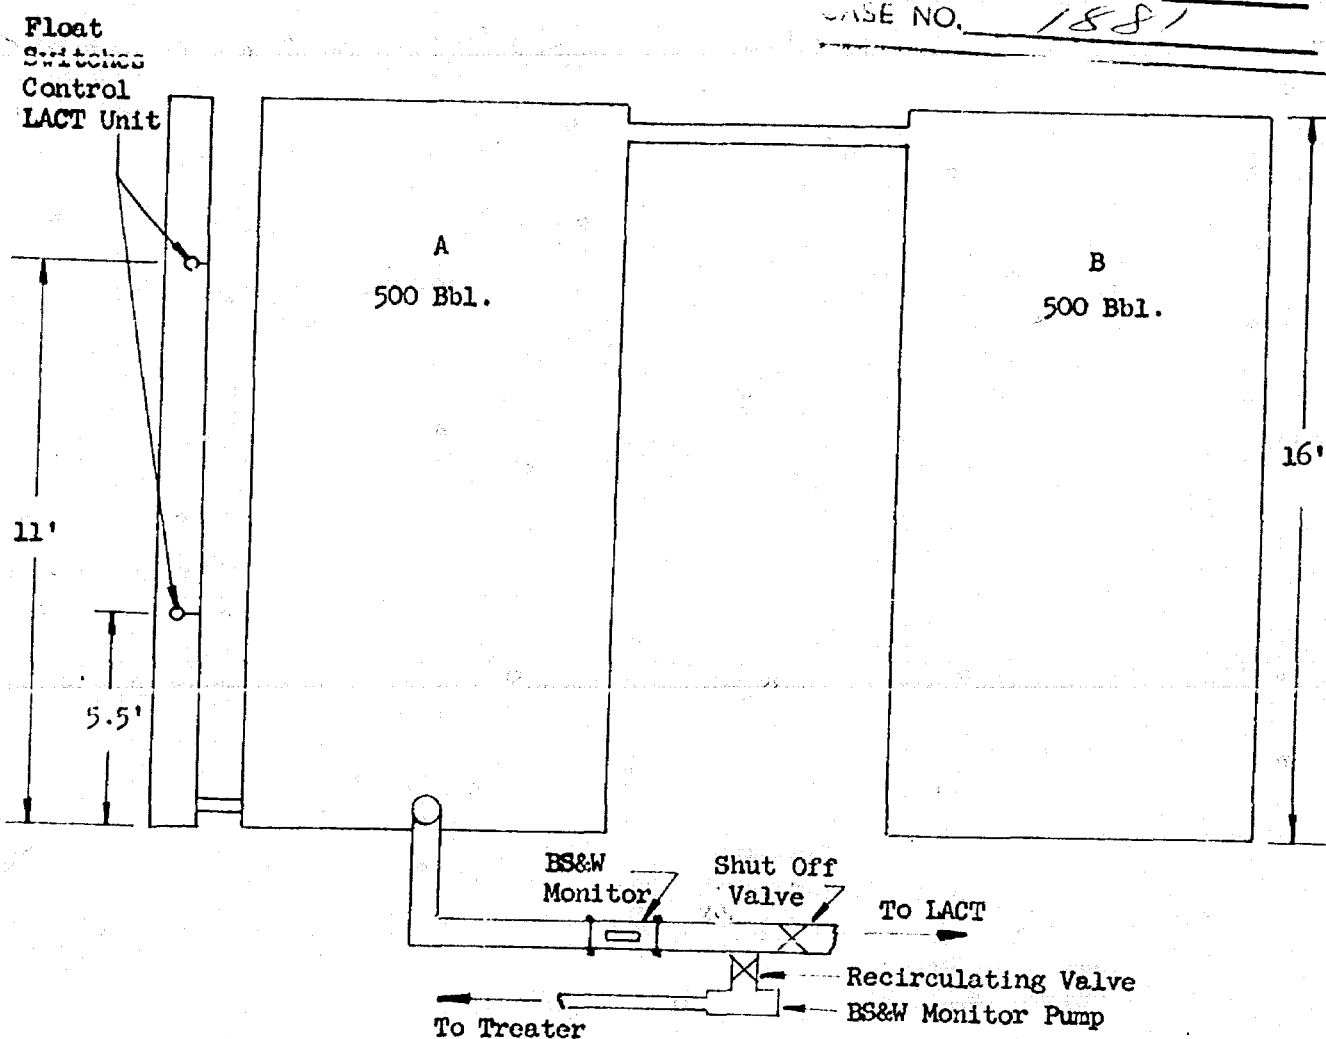 CASE NO. 1881
Float
Switches
Control
LACT Unit
A
500 Bbl.
B
500 Bbl.
16'
11'
5.5'
BS&W
Monitor
Shut Off
Valve
To LACT
Recirculating Valve
BS&W Monitor Pump
To Treater